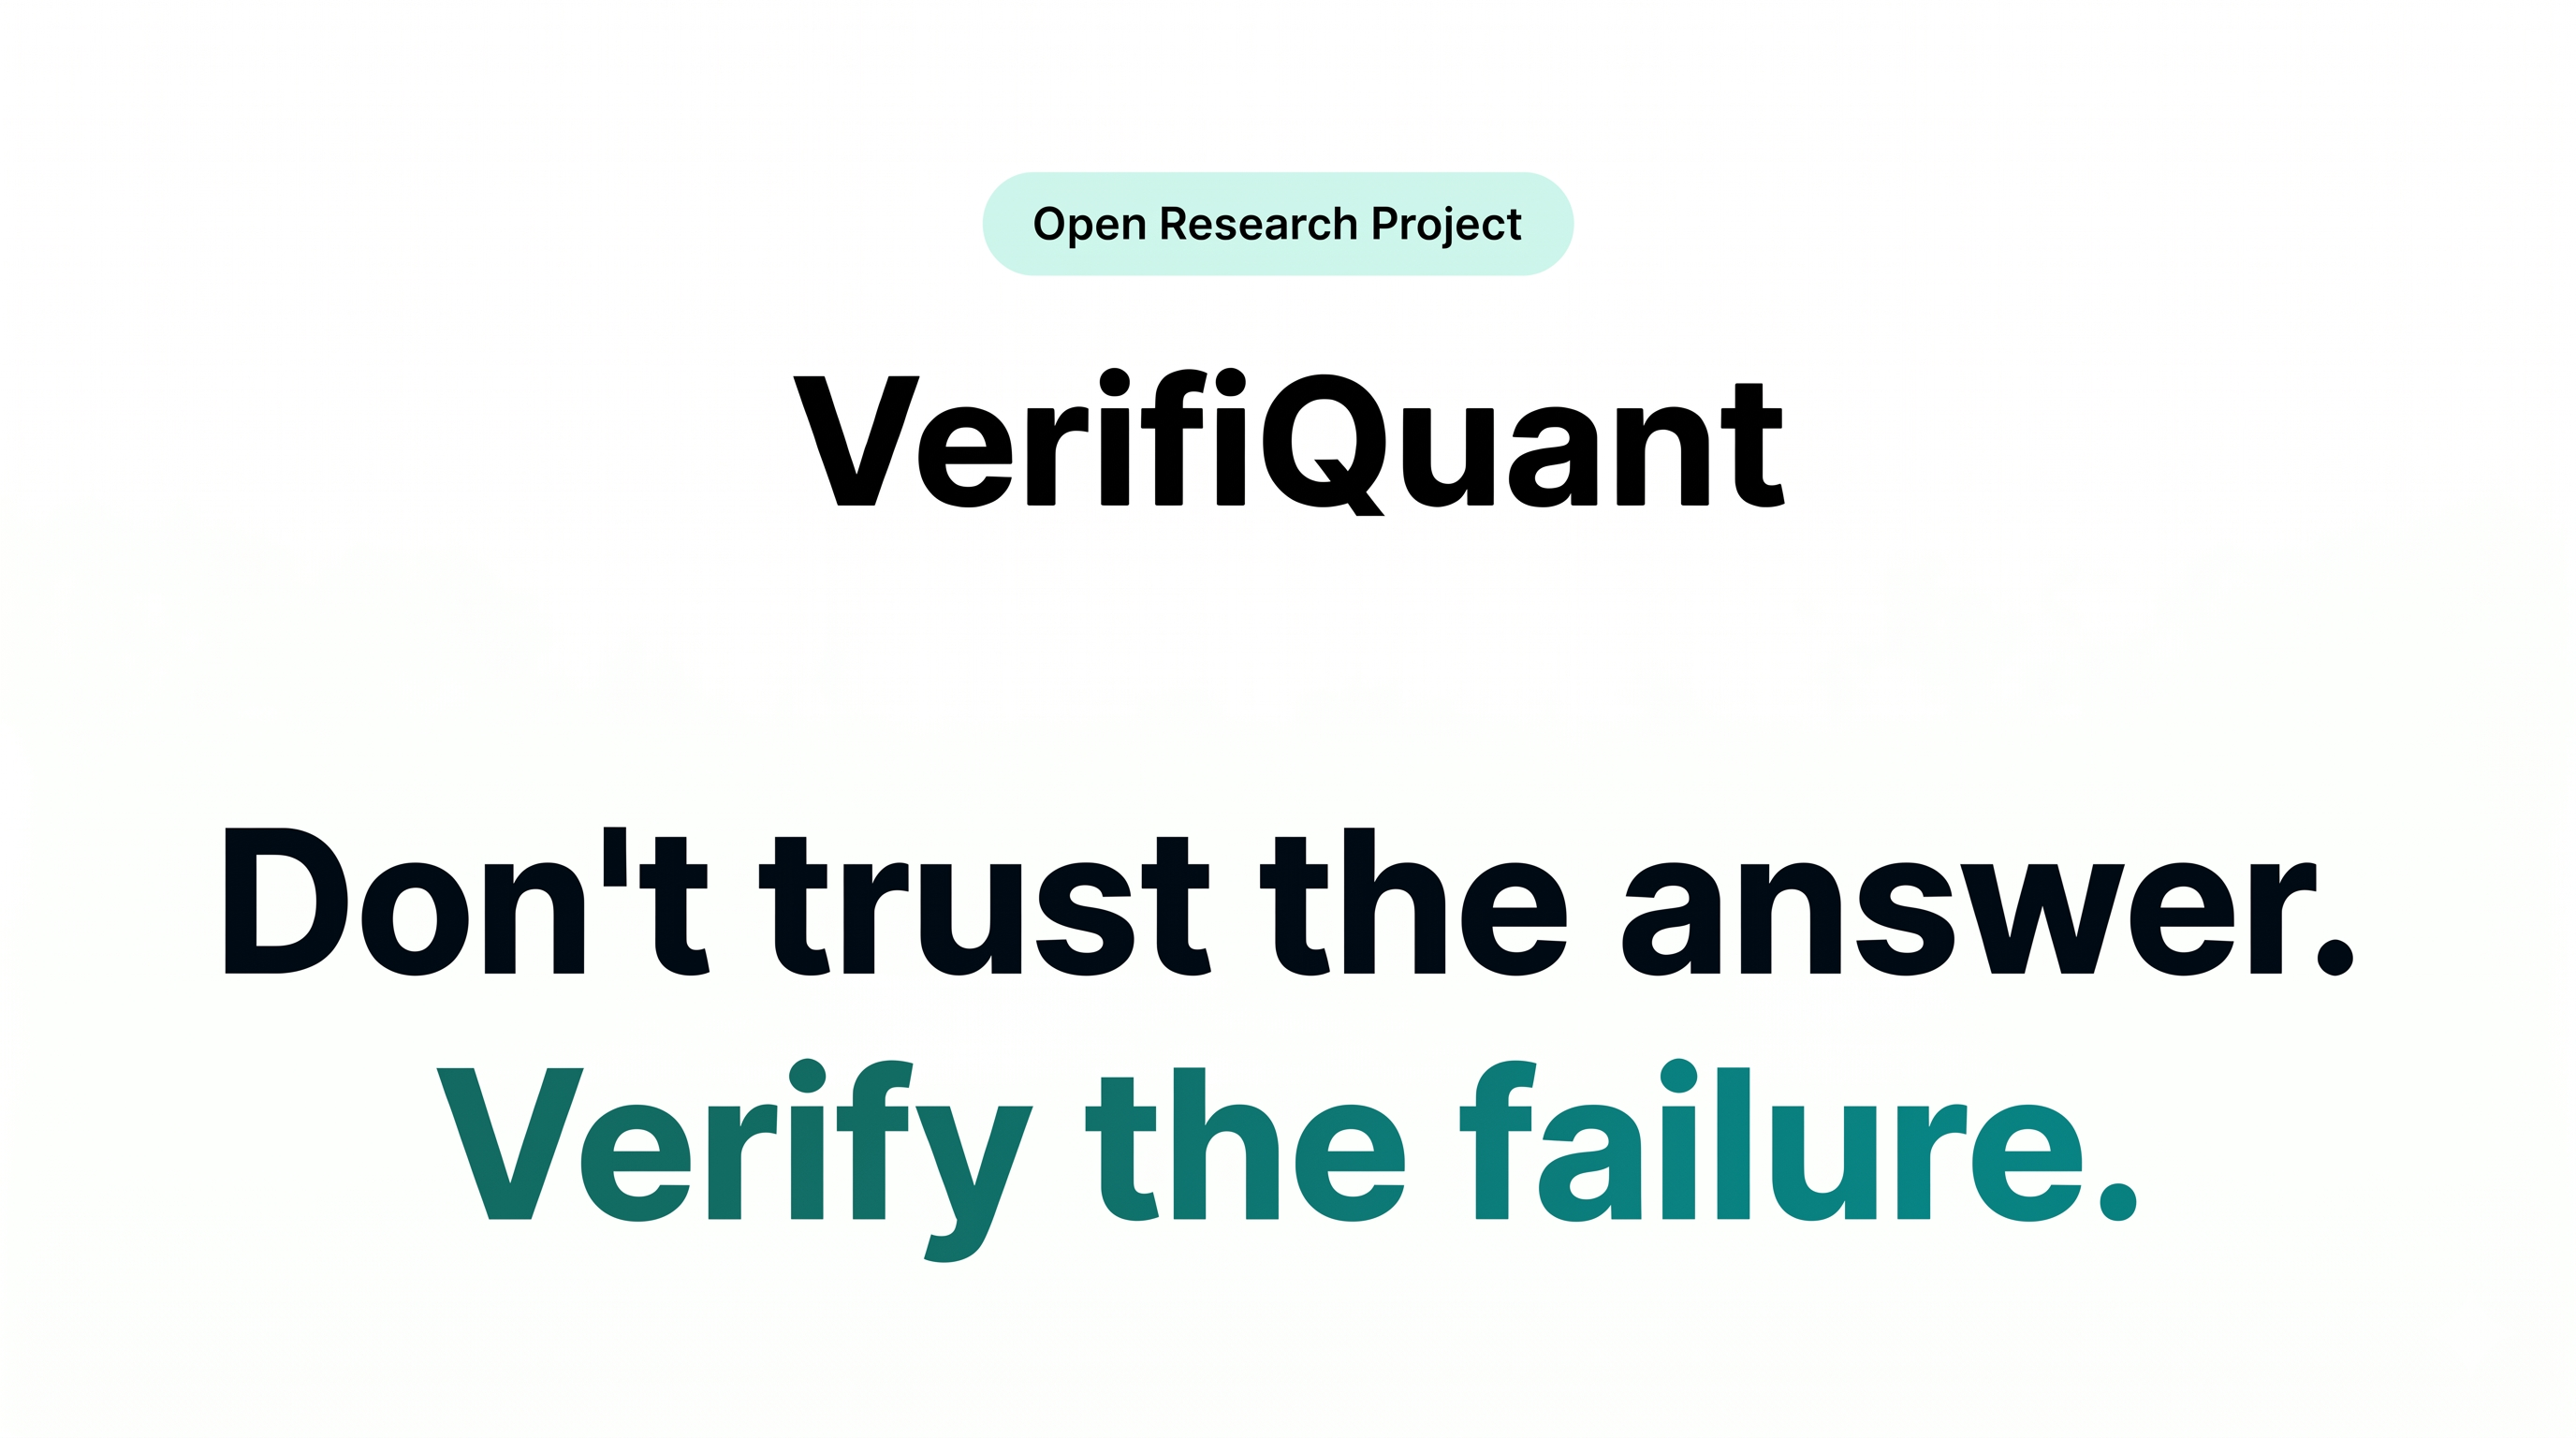 Open Research Project
VerifiQuant
Don't trust the answer.
Verify the failure.